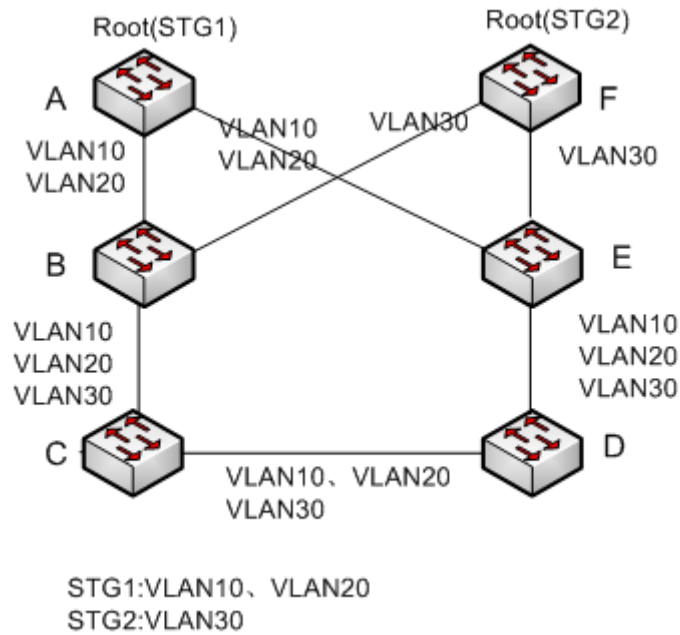 Root(STG1)
Root(STG2)
A
F
VLAN10
VLAN20
VLAN10
VLAN20
VLAN30
VLAN30
B
E
VLAN10
VLAN20
VLAN30
VLAN10
VLAN20
VLAN30
C
D
VLAN10、VLAN20
VLAN30
STG1:VLAN10、VLAN20
STG2:VLAN30